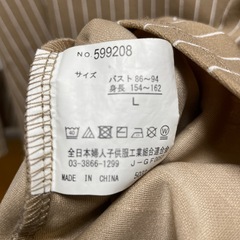 NO. 599208
サイズ
バスト 86~94
身長 154~162
L
全日本婦人子供服工業組合連合会
03-3866-1299
MADE IN CHINA